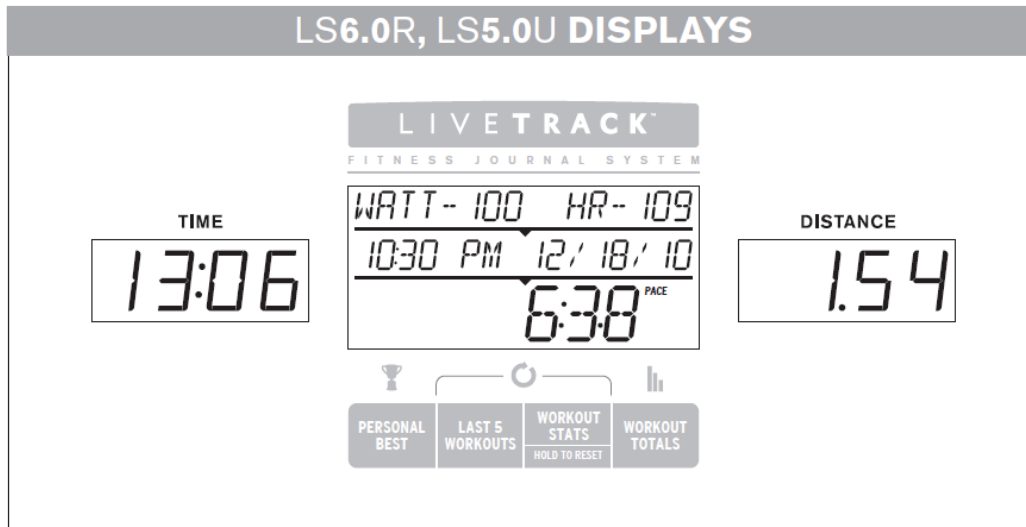 LS6.0R, LS5.0U DISPLAYS
LIVETRACK™
FITNESS JOURNAL SYSTEM
TIME
13:06
WATT- 100 HR- 109
10:30 PM 12/ 18/ 10
6:38 PACE
DISTANCE
1.54
PERSONAL
BEST
LAST 5
WORKOUTS
WORKOUT
STATS
HOLD TO RESET
WORKOUT
TOTALS